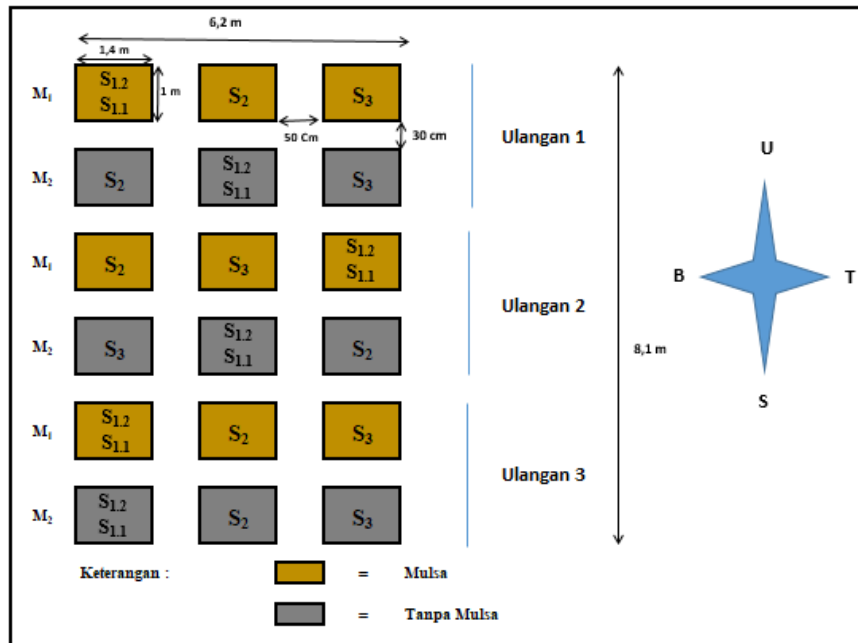 6,2 m
1,4 m
M₁
S₁.₂
S₁.₁
1 m
S₂
S₃
50 Cm
30 cm
Ulangan 1
M₂
S₂
S₁.₂
S₁.₁
S₃
M₁
S₂
S₃
S₁.₂
S₁.₁
Ulangan 2
M₂
S₃
S₁.₂
S₁.₁
S₂
M₁
S₁.₂
S₁.₁
S₂
S₃
Ulangan 3
M₂
S₁.₂
S₁.₁
S₂
S₃
8,1 m
U
B
T
S
Keterangan :
= Mulsa
= Tanpa Mulsa